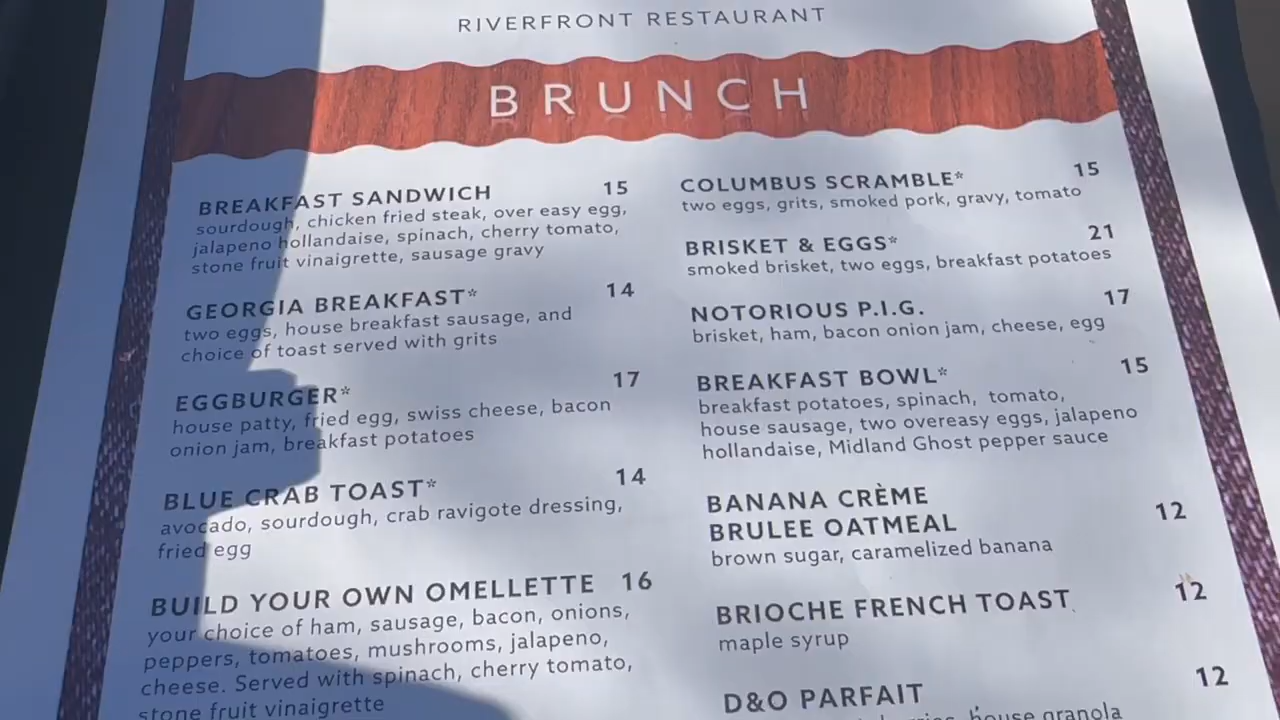 RIVERFRONT RESTAURANT
BRUNCH
BREAKFAST SANDWICH 15
sourdough, chicken fried steak, over easy egg,
jalapeno hollandaise, spinach, cherry tomato,
stone fruit vinaigrette, sausage gravy
GEORGIA BREAKFAST* 14
two eggs, house breakfast sausage, and
choice of toast served with grits
EGGBURGER* 17
house patty, fried egg, swiss cheese, bacon
onion jam, breakfast potatoes
BLUE CRAB TOAST* 14
avocado, sourdough, crab ravigote dressing,
fried egg
BUILD YOUR OWN OMELLETTE 16
your choice of ham, sausage, bacon, onions,
peppers, tomatoes, mushrooms, jalapeno,
cheese. Served with spinach, cherry tomato,
stone fruit vinaigrette
COLUMBUS SCRAMBLE* 15
two eggs, grits, smoked pork, gravy, tomato
BRISKET & EGGS* 21
smoked brisket, two eggs, breakfast potatoes
NOTORIOUS P.I.G. 17
brisket, ham, bacon onion jam, cheese, egg
BREAKFAST BOWL* 15
breakfast potatoes, spinach, tomato,
house sausage, two overeasy eggs, jalapeno
hollandaise, Midland Ghost pepper sauce
BANANA CRÈME
BRULEE OATMEAL 12
brown sugar, caramelized banana
BRIOCHE FRENCH TOAST 12
maple syrup
D&O PARFAIT 12
house granola